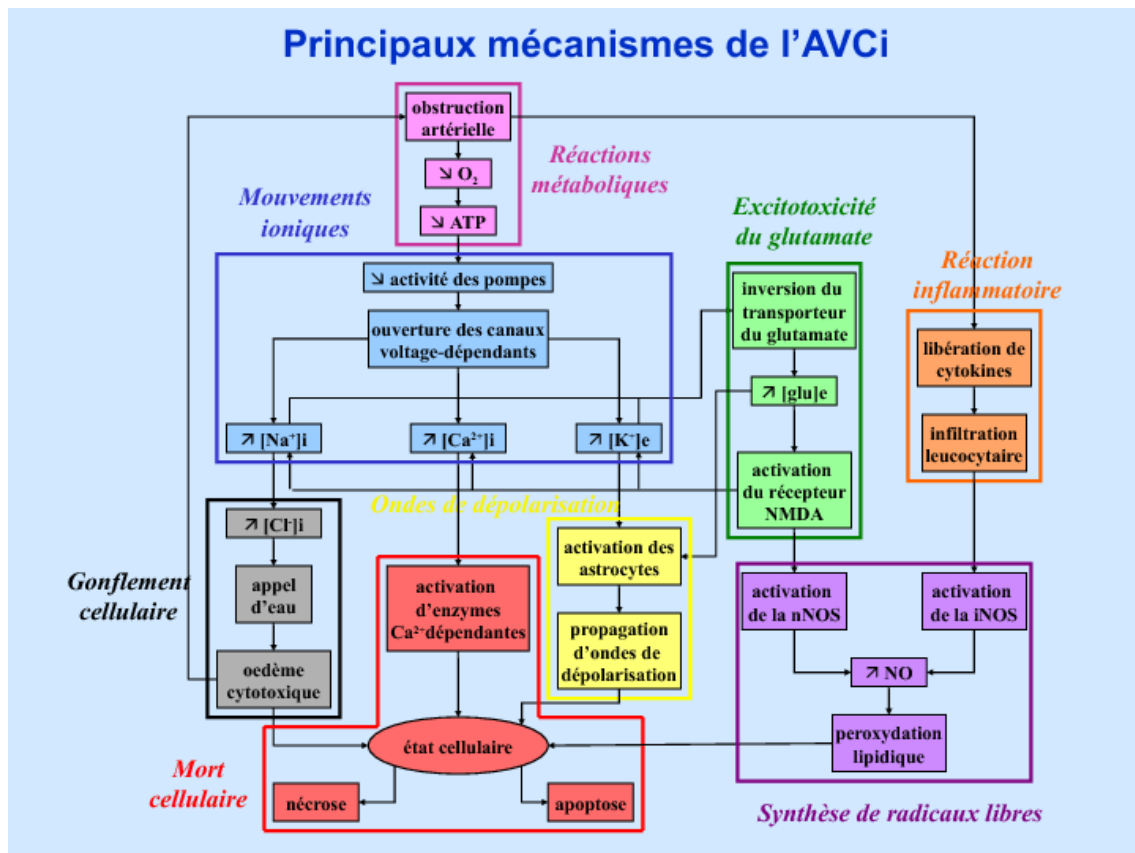 Principaux mécanismes de l'AVCi
obstruction
artérielle
↘ O₂
↘ ATP
Réactions
métaboliques
Mouvements
ioniques
↘ activité des pompes
ouverture des canaux
voltage-dépendants
↗ [Na⁺]i
↗ [Ca²⁺]i
↗ [K⁺]e
Excitotoxicité
du glutamate
inversion du
transporteur
du glutamate
↗ [glu]e
activation
du récepteur
NMDA
Réaction
inflammatoire
libération de
cytokines
infiltration
leucocytaire
Gonflement
cellulaire
↗ [Cl⁻]i
appel
d'eau
oedème
cytotoxique
Ondes de dépolarisation
activation des
astrocytes
propagation
d'ondes de
dépolarisation
activation
d'enzymes
Ca²⁺dépendantes
état cellulaire
nécrose
apoptose
Mort
cellulaire
activation
de la nNOS
activation
de la iNOS
↗ NO
peroxydation
lipidique
Synthèse de radicaux libres